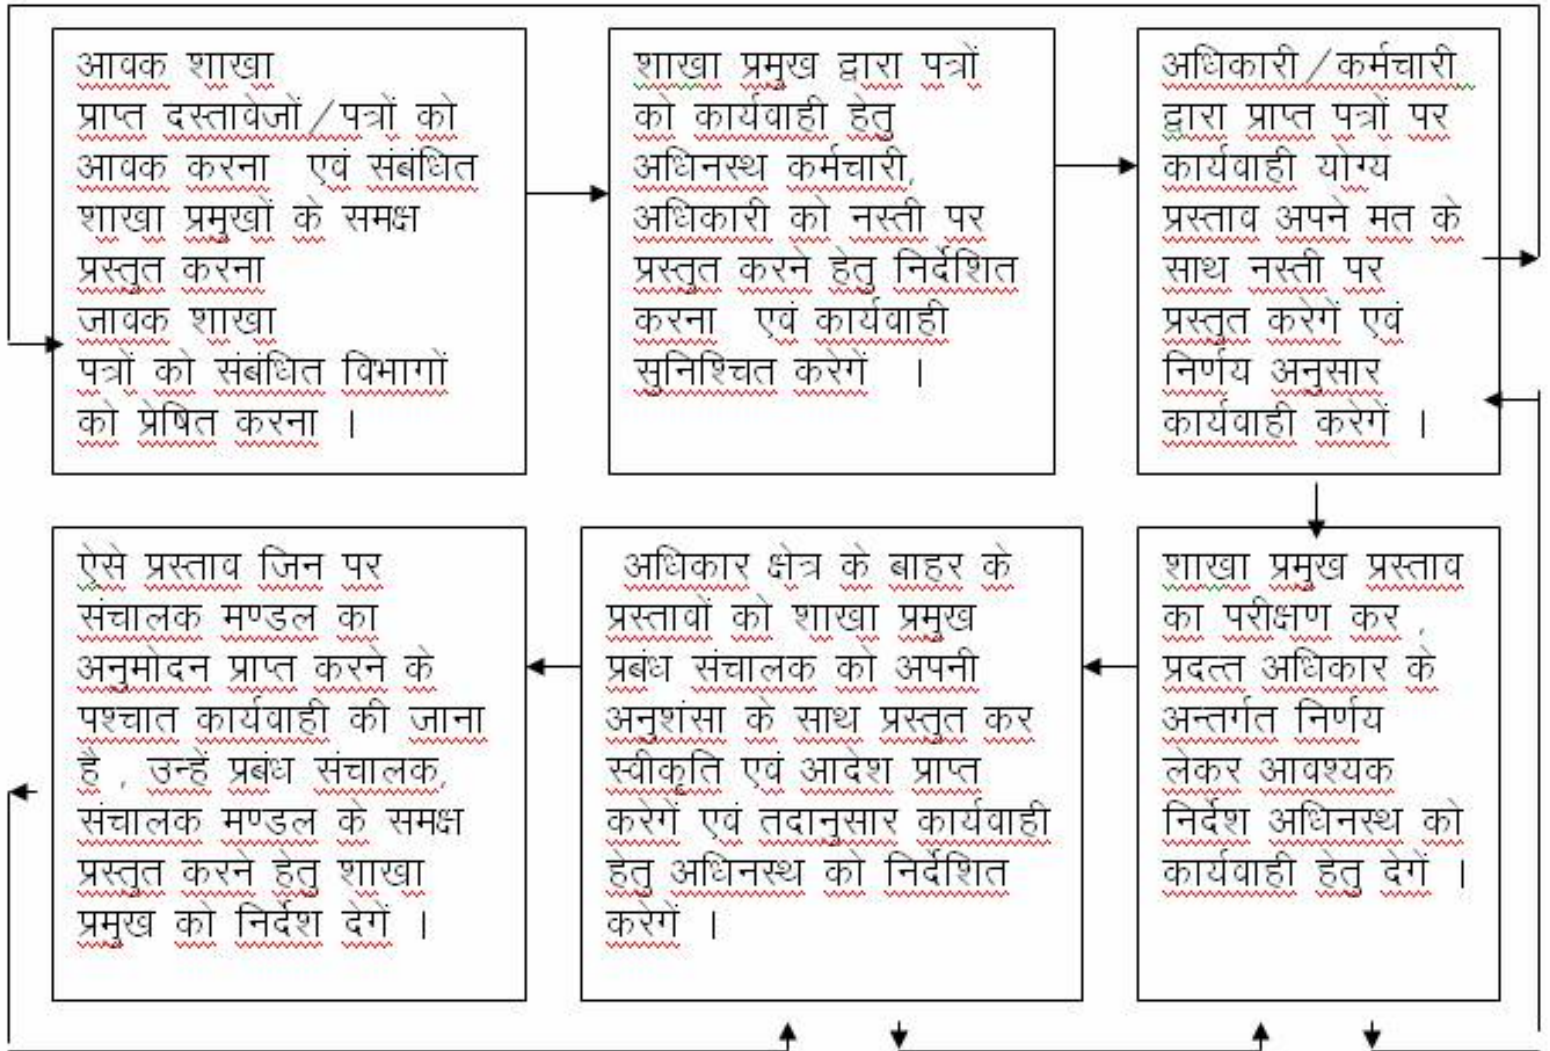 आवक शाखा
प्राप्त दस्तावेजों/पत्रों को
आवक करना एवं संबंधित
शाखा प्रमुखों के समक्ष
प्रस्तुत करना
जावक शाखा
पत्रों को संबंधित विभागों
को प्रेषित करना ।
शाखा प्रमुख द्वारा पत्रों
को कार्यवाही हेतु
अधिनस्थ कर्मचारी,
अधिकारी को नस्ती पर
प्रस्तुत करने हेतु निर्देशित
करना एवं कार्यवाही
सुनिश्चित करेगें ।
अधिकारी/कर्मचारी
द्वारा प्राप्त पत्रों पर
कार्यवाही योग्य
प्रस्ताव अपने मत के
साथ नस्ती पर
प्रस्तुत करेगें एवं
निर्णय अनुसार
कार्यवाही करेगें ।
ऐसे प्रस्ताव जिन पर
संचालक मण्डल का
अनुमोदन प्राप्त करने के
पश्चात कार्यवाही की जाना
है , उन्हें प्रबंध संचालक,
संचालक मण्डल के समक्ष
प्रस्तुत करने हेतु शाखा
प्रमुख को निर्देश देगें ।
अधिकार क्षेत्र के बाहर के
प्रस्तावों को शाखा प्रमुख
प्रबंध संचालक को अपनी
अनुशंसा के साथ प्रस्तुत कर
स्वीकृति एवं आदेश प्राप्त
करेगें एवं तदानुसार कार्यवाही
हेतु अधिनस्थ को निर्देशित
करेगें ।
शाखा प्रमुख प्रस्ताव
का परीक्षण कर ,
प्रदत्त अधिकार के
अन्तर्गत निर्णय
लेकर आवश्यक
निर्देश अधिनस्थ को
कार्यवाही हेतु देगें ।